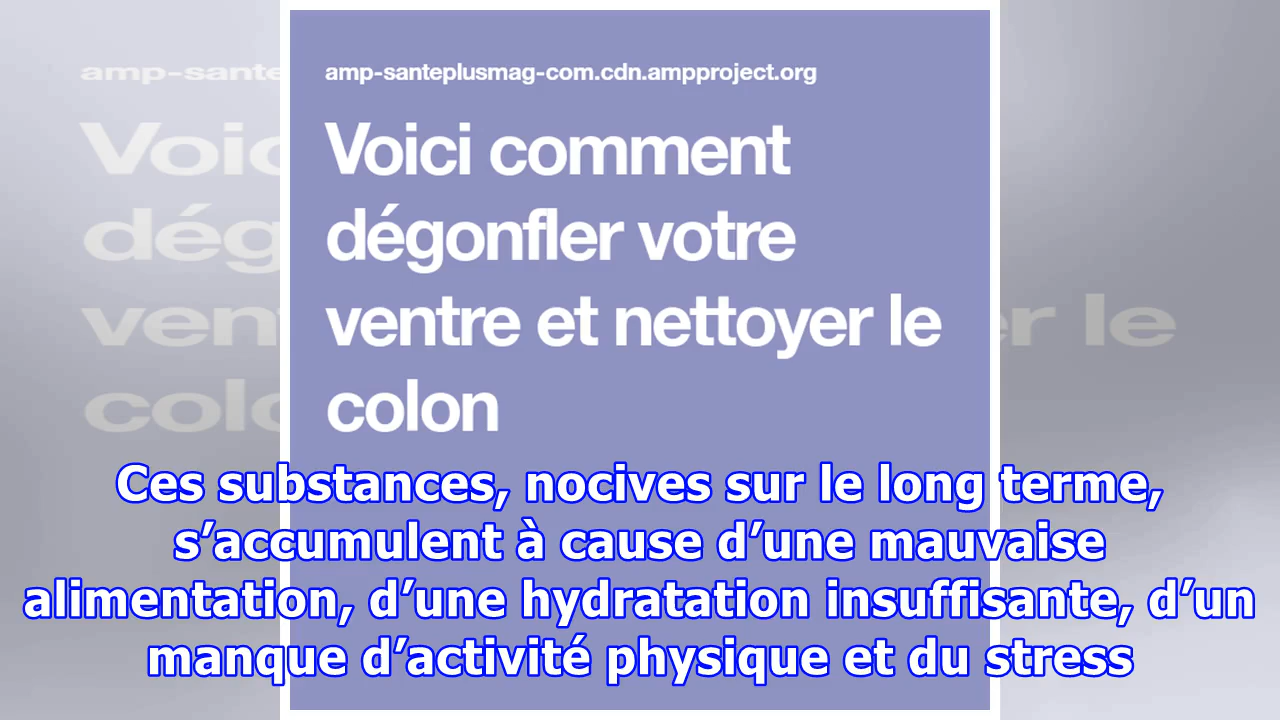 amp-santeplusmag-com.cdn.ampproject.org
Voici comment
dégonfler votre
ventre et nettoyer le
colon
Ces substances, nocives sur le long terme,
s’accumulent à cause d’une mauvaise
alimentation, d’une hydratation insuffisante, d’un
manque d’activité physique et du stress